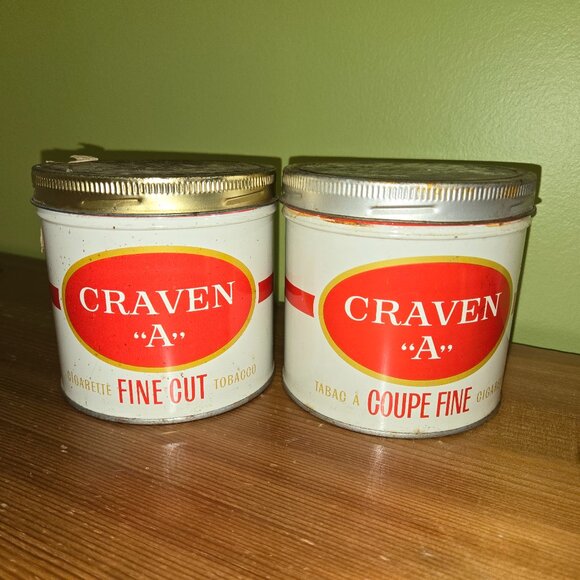 CRAVEN
“A”
CIGARETTE FINE CUT TOBACCO
CRAVEN
“A”
TABAC À COUPE FINE